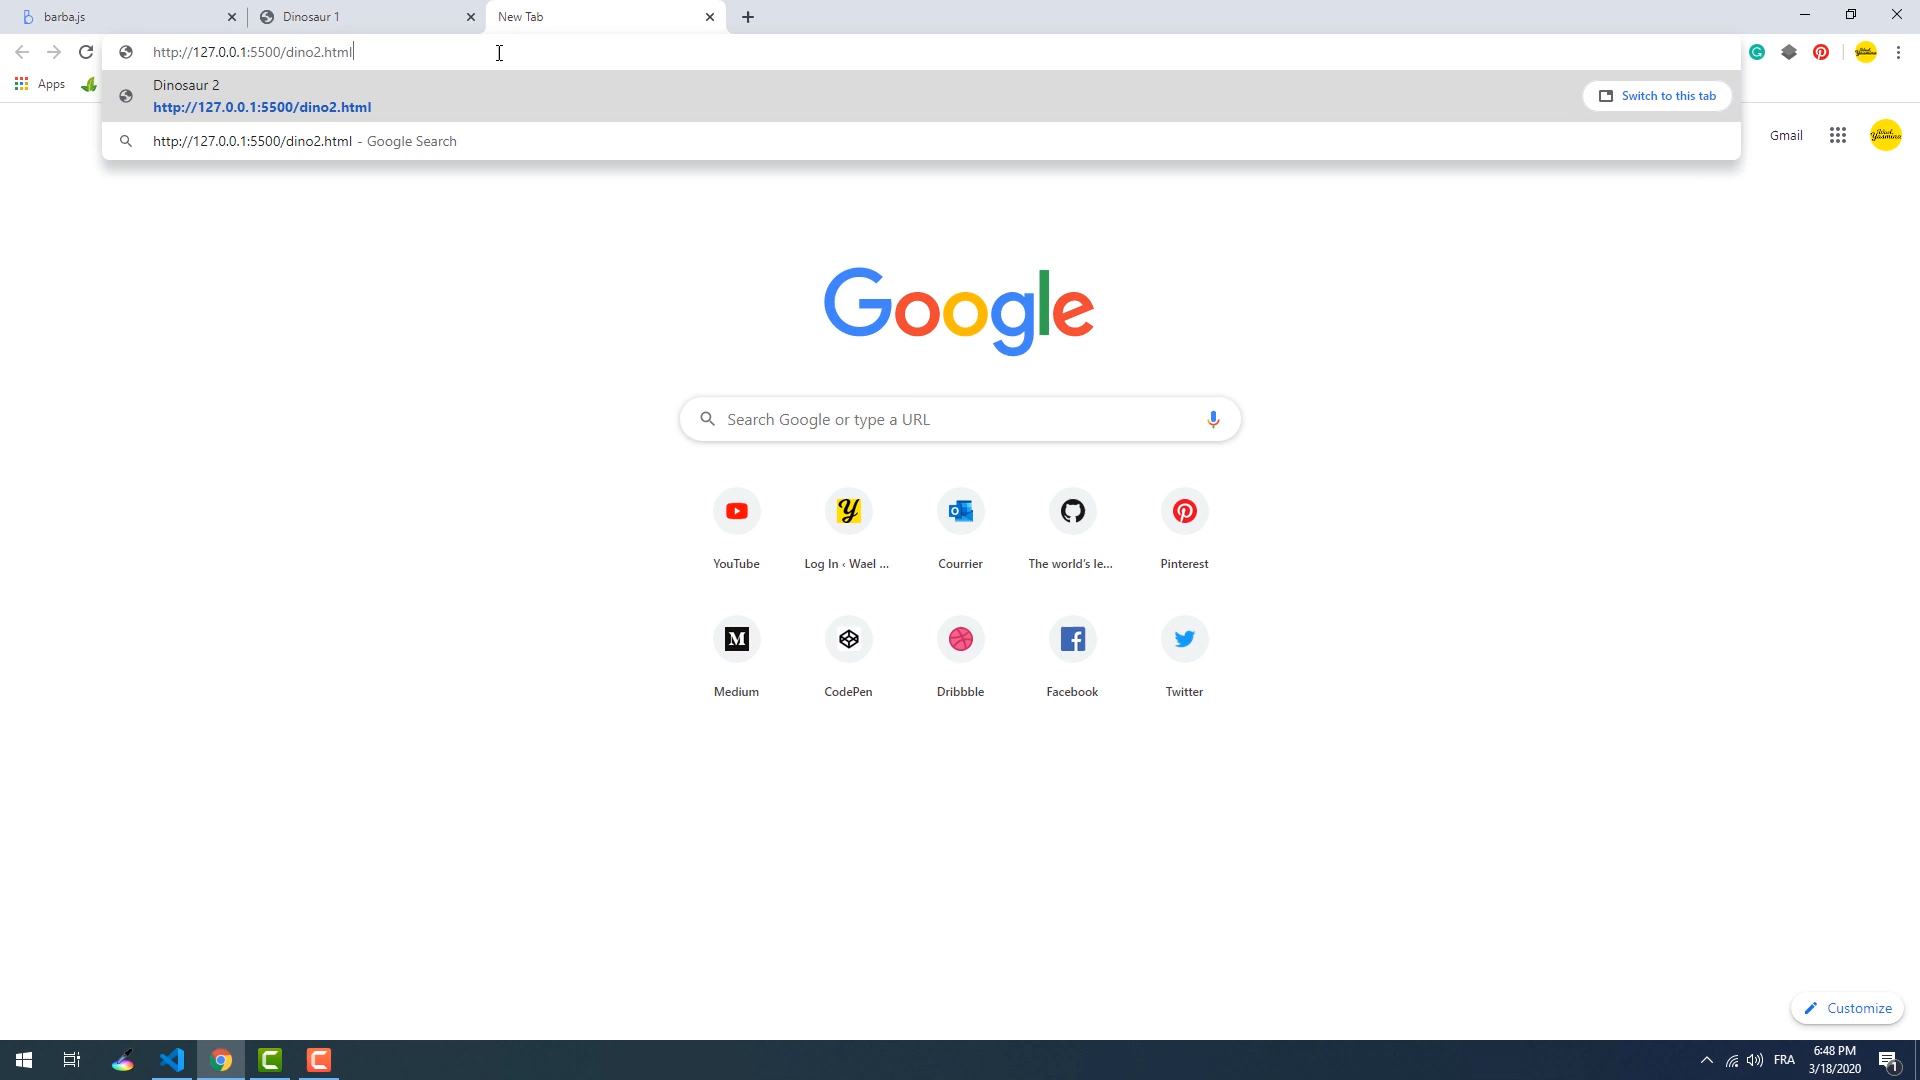 barba.js
Dinosaur 1
New Tab
http://127.0.0.1:5500/dino2.html
Apps
Dinosaur 2
http://127.0.0.1:5500/dino2.html
Switch to this tab
http://127.0.0.1:5500/dino2.html - Google Search
Gmail
Google
Search Google or type a URL
YouTube
Log In ‹ Wael ...
Courrier
The world's le...
Pinterest
Medium
CodePen
Dribbble
Facebook
Twitter
Customize
FRA
6:48 PM
3/18/2020
1